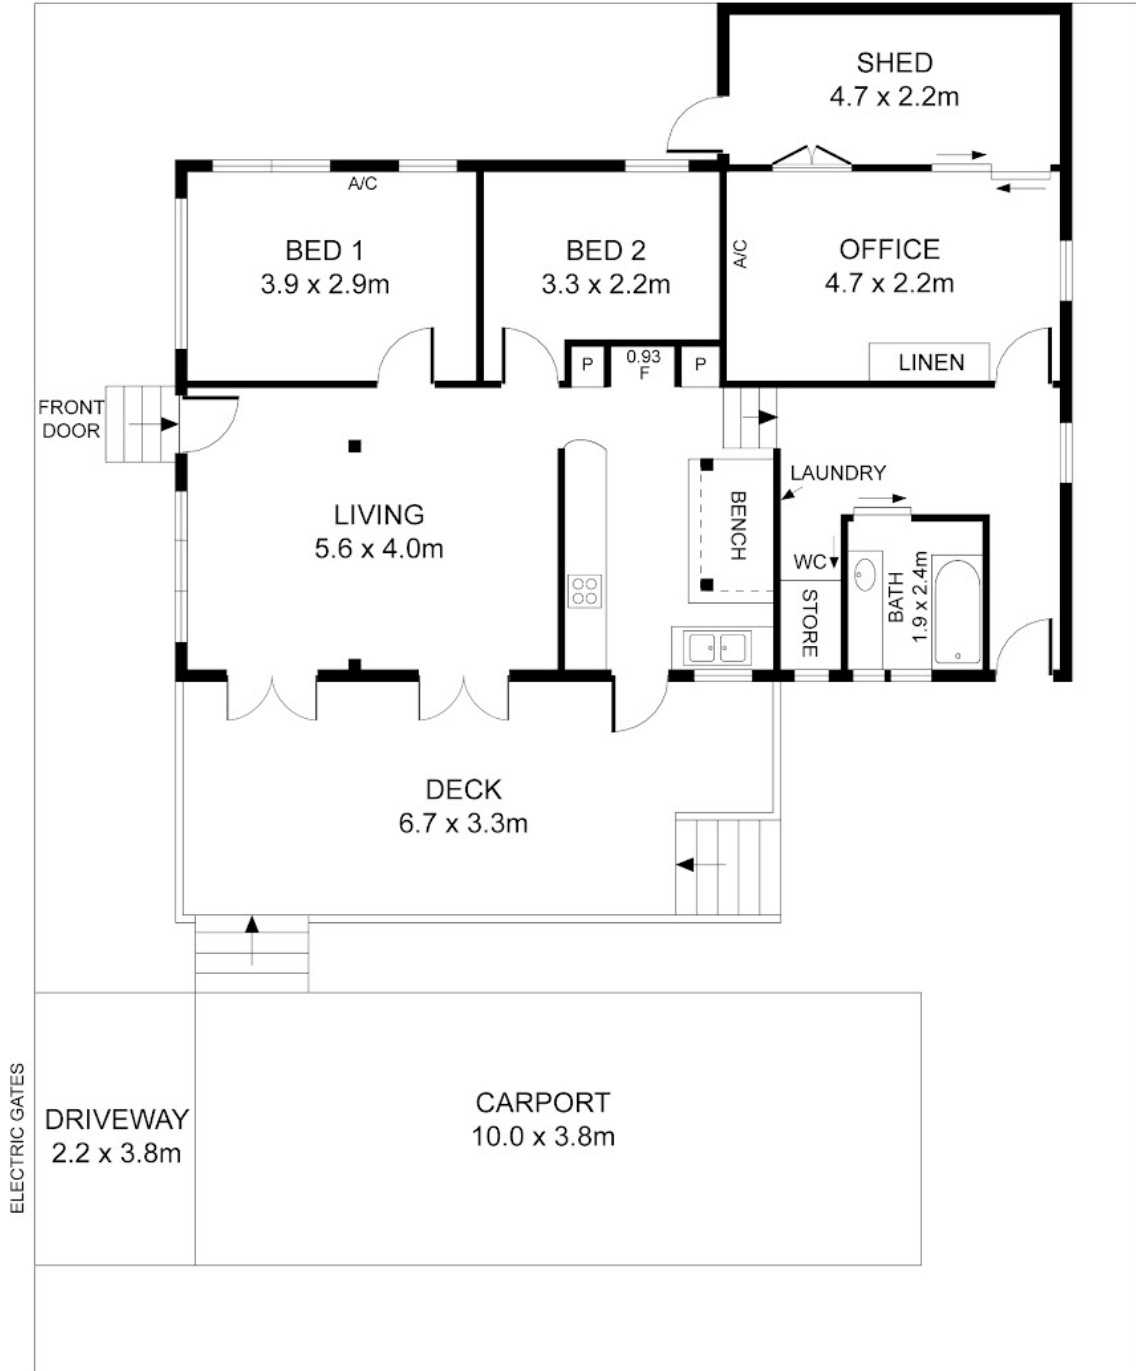 SHED
4.7 x 2.2m
A/C
BED 1
3.9 x 2.9m
BED 2
3.3 x 2.2m
A/C
OFFICE
4.7 x 2.2m
P
0.93
F
P
LINEN
FRONT
DOOR
LIVING
5.6 x 4.0m
BENCH
LAUNDRY
WC
STORE
BATH
1.9 x 2.4m
DECK
6.7 x 3.3m
ELECTRIC GATES
DRIVEWAY
2.2 x 3.8m
CARPORT
10.0 x 3.8m